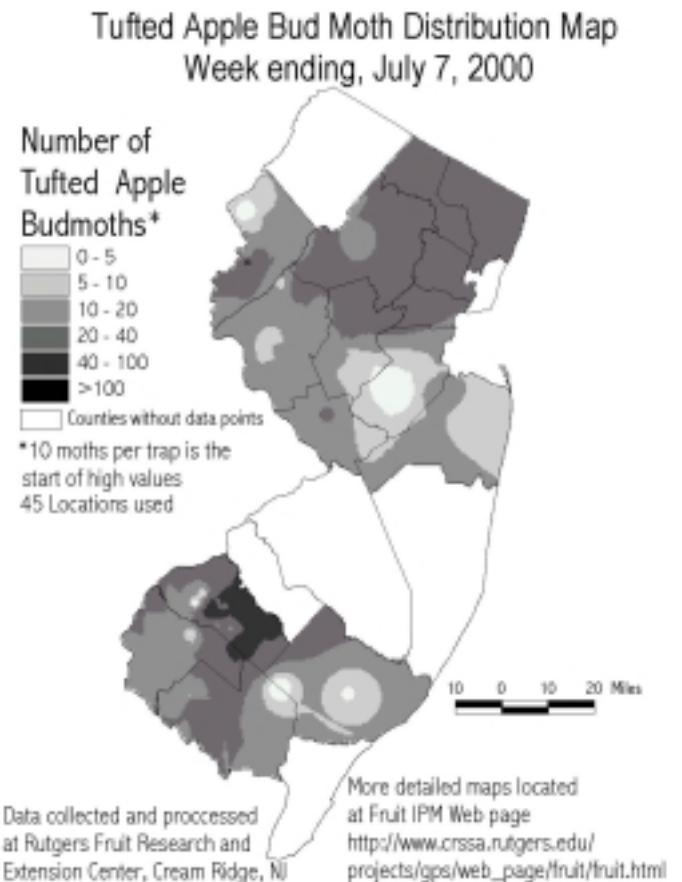 Tufted Apple Bud Moth Distribution Map
Week ending, July 7, 2000
Number of
Tufted Apple
Budmoths*
0 - 5
5 - 10
10 - 20
20 - 40
40 - 100
>100
Counties without data points
*10 moths per trap is the
start of high values
45 Locations used
10 0 10 20 Miles
More detailed maps located
at Fruit IPM Web page
http://www.crssa.rutgers.edu/
projects/gps/web_page/fruit/fruit.html
Data collected and proccessed
at Rutgers Fruit Research and
Extension Center, Cream Ridge, NJ